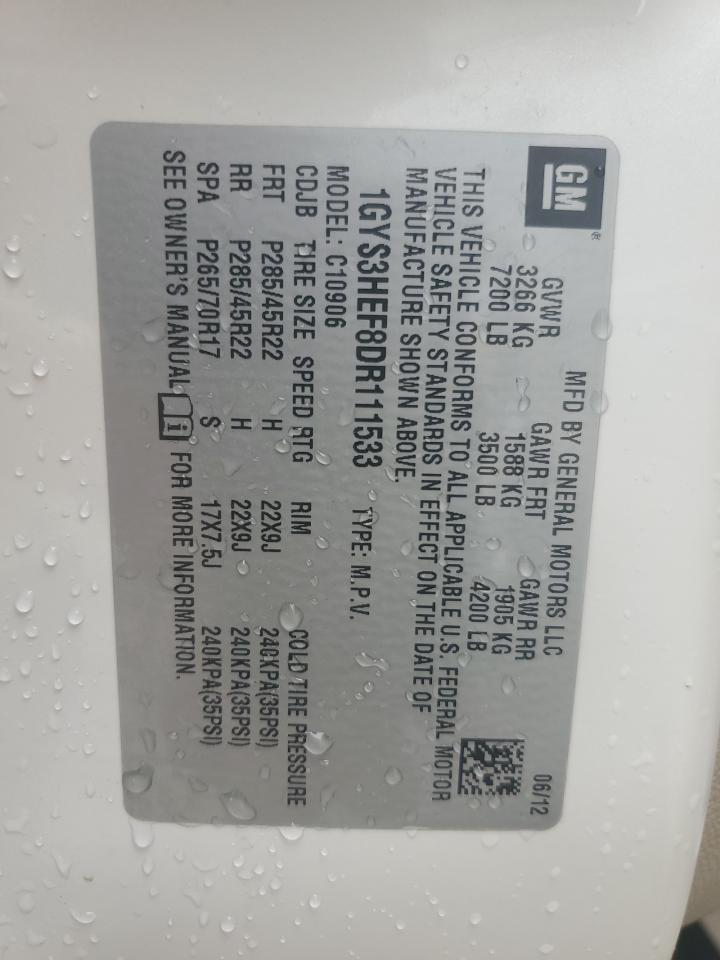 GM ®
MFD BY GENERAL MOTORS LLC 06/12
GVWR GAWR FRT GAWR RR
3266 KG 1588 KG 1905 KG
7200 LB 3500 LB 4200 LB
THIS VEHICLE CONFORMS TO ALL APPLICABLE U.S. FEDERAL MOTOR
VEHICLE SAFETY STANDARDS IN EFFECT ON THE DATE OF
MANUFACTURE SHOWN ABOVE.
1GYS3HEF8DR111533 TYPE: M.P.V.
MODEL: C10906
CDJB TIRE SIZE SPEED RTG RIM COLD TIRE PRESSURE
FRT P285/45R22 H 22X9J 240KPA(35PSI)
RR P285/45R22 H 22X9J 240KPA(35PSI)
SPA P265/70R17 S 17X7.5J 240KPA(35PSI)
SEE OWNER'S MANUAL i FOR MORE INFORMATION.